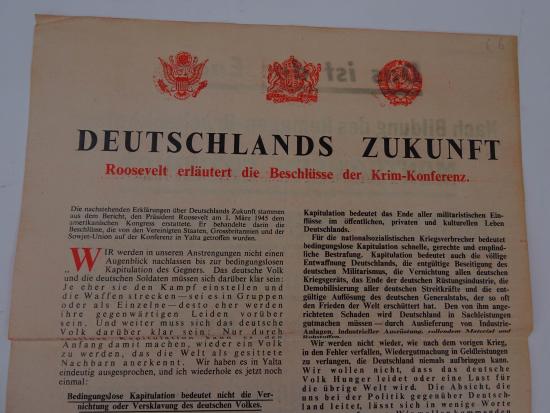 DEUTSCHLANDS ZUKUNFT
Roosevelt erläutert die Beschlüsse der Krim-Konferenz.
Die nachstehenden Erklärungen über Deutschlands Zukunft stammen
aus dem Bericht, den Präsident Roosevelt am 1. März 1945 dem
amerikanischen Kongress erstattete. Er behandelte darin die
Beschlüsse, die von den Vereinigten Staaten, Grossbritannien und der
Sowjet-Union auf der Konferenz in Yalta getroffen wurden.
„WIR werden in unseren Anstrengungen nicht einen
Augenblick nachlassen bis zur bedingungslosen
Kapitulation des Gegners. Das deutsche Volk
und die deutschen Soldaten müssen sich darüber klar sein:
Je eher sie den Kampf einstellen und
die Waffen strecken—sei es in Gruppen
oder als Einzelne—desto eher werden
ihre gegenwärtigen Leiden vorüber
sein. Und weiter muss sich das deutsche
Volk darüber klar sein: Nur durch
Anfang damit machen, wieder ein Volk
zu werden, das die Welt als gesittete
Nachbarn anerkennt. Wir haben es in Yalta
eindeutig ausgesprochen, und ich wiederhole es jetzt noch
einmal:
Bedingungslose Kapitulation bedeutet nicht die Ver-
nichtung oder Versklavung des deutschen Volkes.
Kapitulation bedeutet das Ende aller militaristischen Ein-
flüsse im öffentlichen, privaten und kulturellen Leben
Deutschlands.
Für die nationalsozialistischen Kriegsverbrecher bedeutet
bedingungslose Kapitulation schnelle, gerechte und empfind-
liche Bestrafung. Kapitulation bedeutet auch die völlige
Entwaffnung Deutschlands, die endgültige Beseitigung des
deutschen Militarismus, die Vernichtung allen deutschen
Kriegsgeräts, das Ende der deutschen Rüstungsindustrie, die
Demobilisierung aller deutschen Streitkräfte und die end-
gültige Auflösung des deutschen Generalstabs, der so oft
den Frieden der Welt erschüttert hat. Den von ihm ange-
richteten Schaden wird Deutschland in Sachleistungen
gutmachen müssen — durch Auslieferung von Industrie-
Anlagen, industrieller Ausrüstung, rollendem Material und
Rohstoffen.
Wir werden nicht wieder, wie nach dem vorigen Krieg,
in den Fehler verfallen, Wiedergutmachung in Geldleistungen
zu verlangen, die Deutschland niemals aufbringen kann.
Wir wollen nicht, dass das deutsche
Volk Hunger leidet oder eine Last für
die übrige Welt wird. Die Absicht, die
uns bei der Politik gegenüber Deutsch-
land leitet, lässt sich in wenige Worte